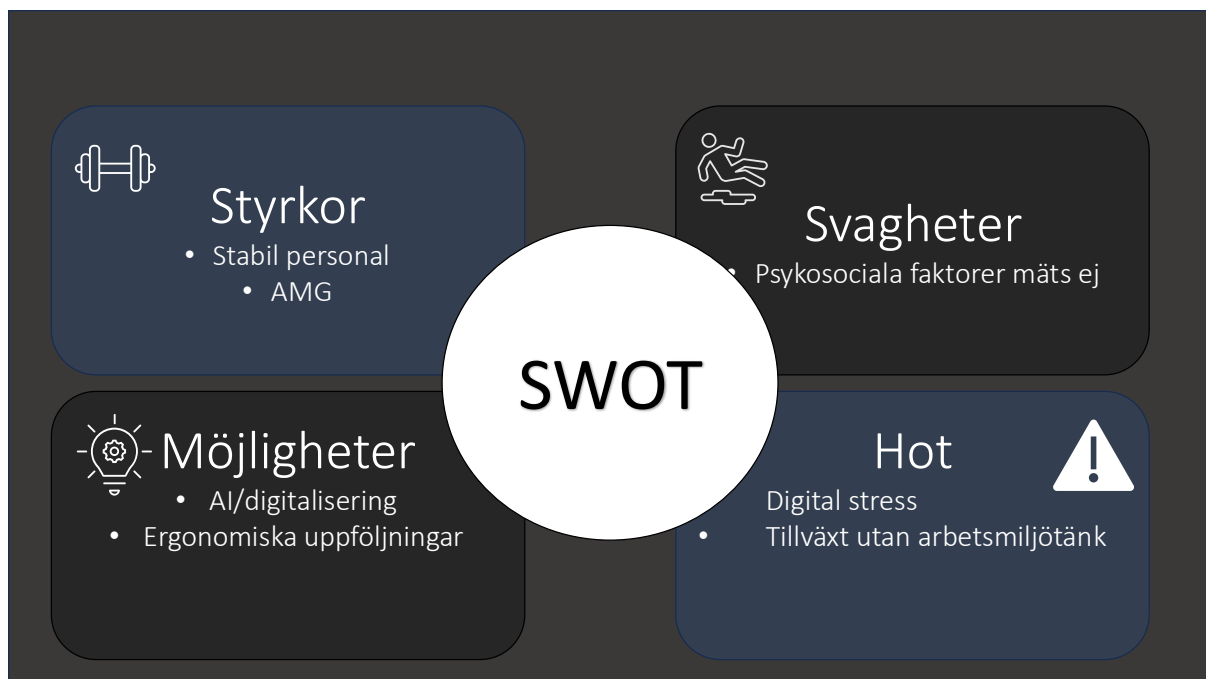 Styrkor
• Stabil personal
• AMG
Svagheter
• Psykosociala faktorer mäts ej
SWOT
Möjligheter
• AI/digitalisering
• Ergonomiska uppföljningar
Hot
Digital stress
• Tillväxt utan arbetsmiljötänk